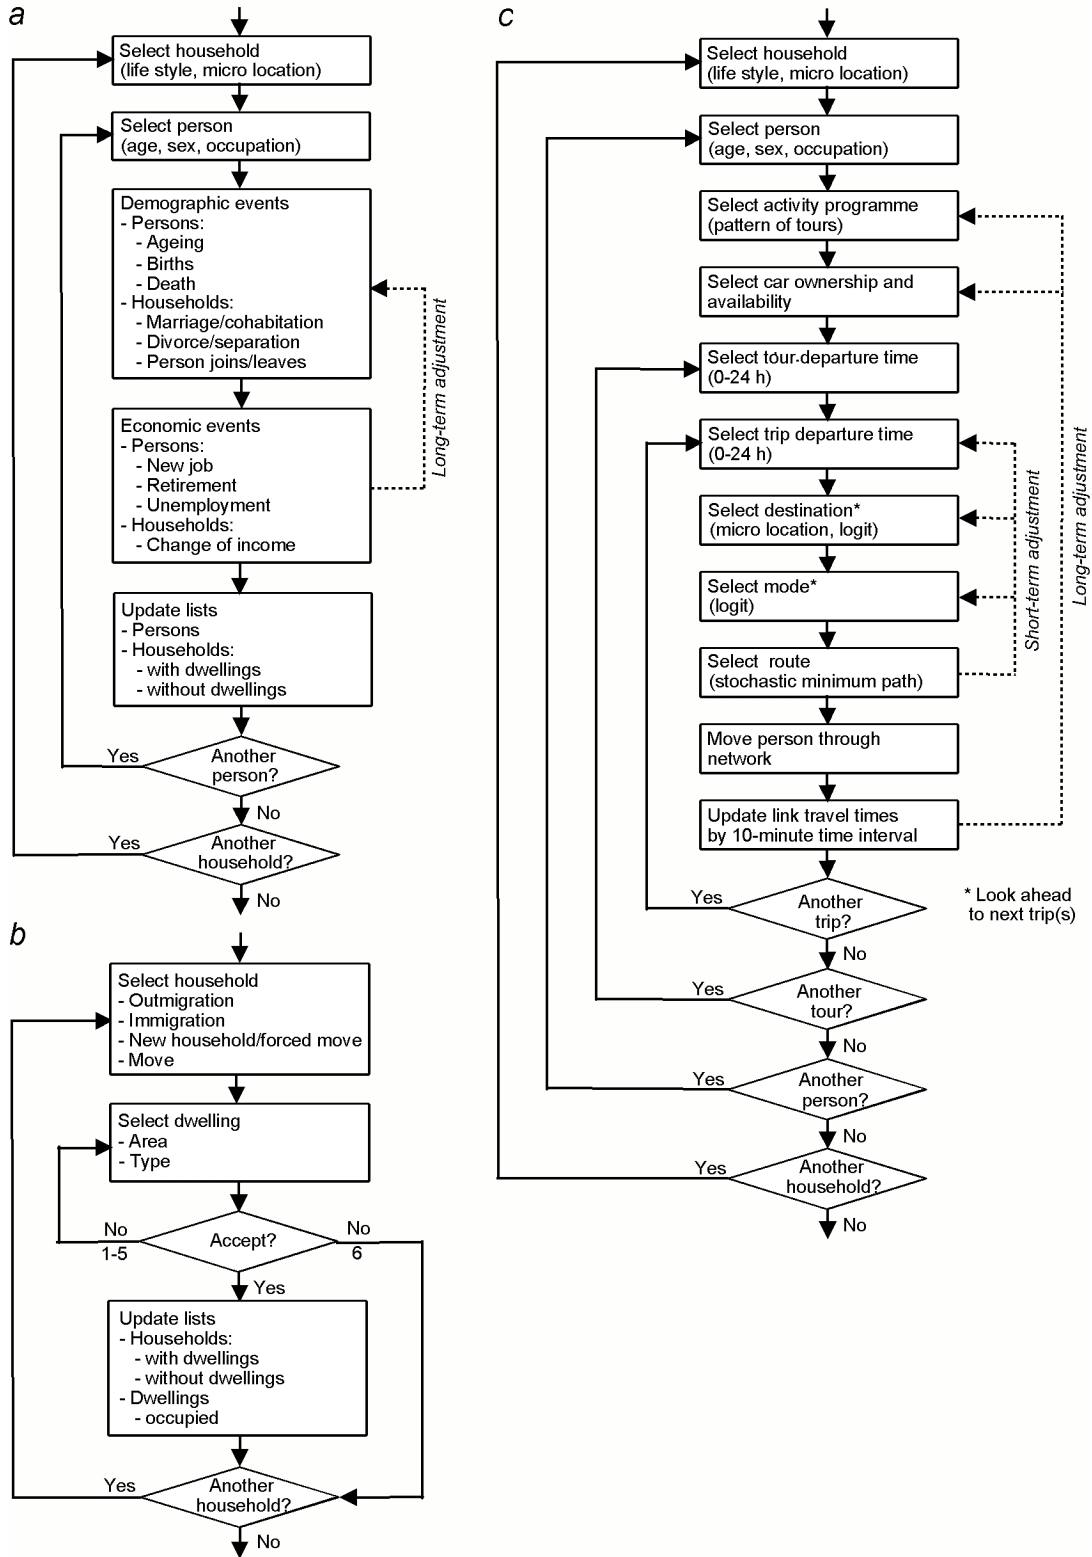 a
Select household
(life style, micro location)
Select person
(age, sex, occupation)
Demographic events
- Persons:
- Ageing
- Births
- Death
- Households:
- Marriage/cohabitation
- Divorce/separation
- Person joins/leaves
Long-term adjustment
Economic events
- Persons:
- New job
- Retirement
- Unemployment
- Households:
- Change of income
Update lists
- Persons
- Households:
- with dwellings
- without dwellings
Yes
Another
person?
No
Yes
Another
household?
No
b
Select household
- Outmigration
- Immigration
- New household/forced move
- Move
Select dwelling
- Area
- Type
No
1-5
Accept?
No
6
Yes
Update lists
- Households:
- with dwellings
- without dwellings
- Dwellings
- occupied
Yes
Another
household?
No
c
Select household
(life style, micro location)
Select person
(age, sex, occupation)
Select activity programme
(pattern of tours)
Select car ownership and
availability
Select tour departure time
(0-24 h)
Select trip departure time
(0-24 h)
Select destination*
(micro location, logit)
Select mode*
(logit)
Select route
(stochastic minimum path)
Short-term adjustment
Long-term adjustment
Move person through
network
Update link travel times
by 10-minute time interval
Yes
Another
trip?
* Look ahead
to next trip(s)
No
Yes
Another
tour?
No
Yes
Another
person?
No
Yes
Another
household?
No